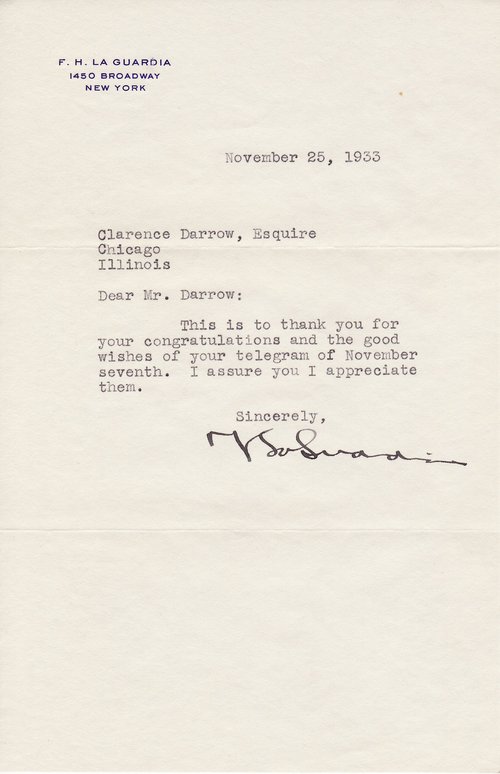 F. H. LA GUARDIA
1450 BROADWAY
NEW YORK
November 25, 1933
Clarence Darrow, Esquire
Chicago
Illinois
Dear Mr. Darrow:
This is to thank you for
your congratulations and the good
wishes of your telegram of November
seventh. I assure you I appreciate
them.
Sincerely,